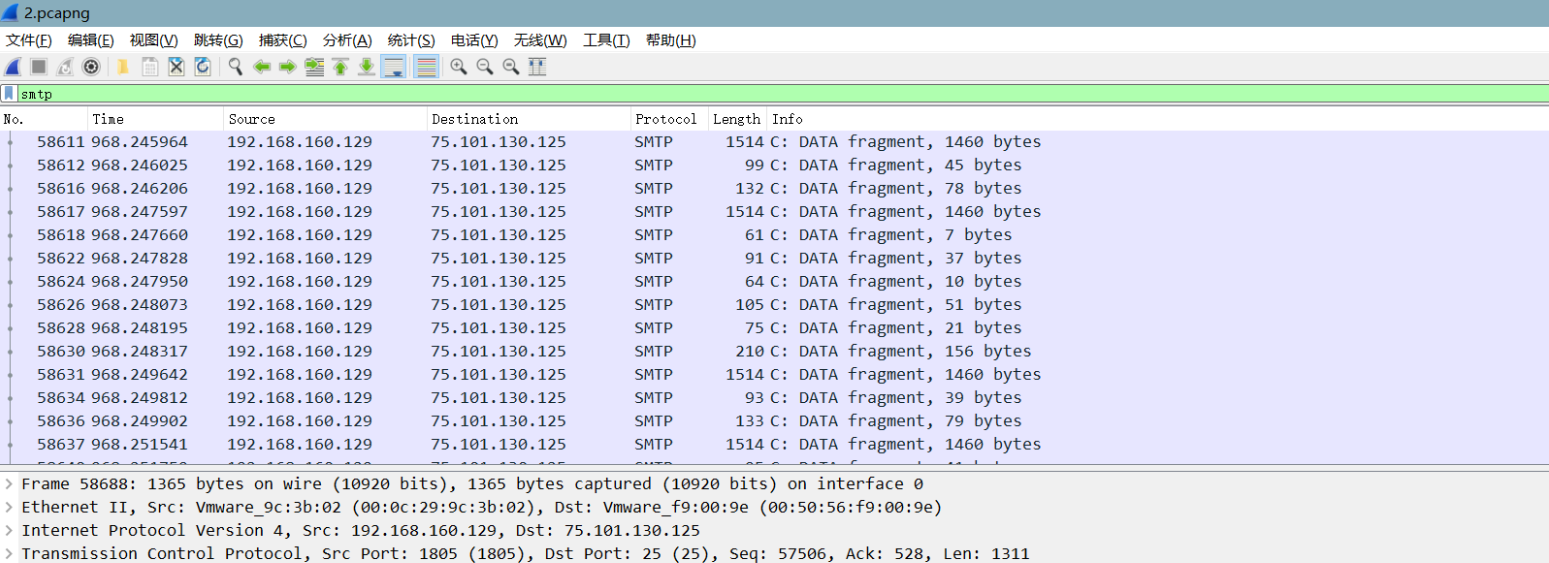 2.pcapng
文件(F) 编辑(E) 视图(V) 跳转(G) 捕获(C) 分析(A) 统计(S) 电话(Y) 无线(W) 工具(T) 帮助(H)
smtp
No. Time Source Destination Protocol Length Info
58611 968.245964 192.168.160.129 75.101.130.125 SMTP 1514 C: DATA fragment, 1460 bytes
58612 968.246025 192.168.160.129 75.101.130.125 SMTP 99 C: DATA fragment, 45 bytes
58616 968.246206 192.168.160.129 75.101.130.125 SMTP 132 C: DATA fragment, 78 bytes
58617 968.247597 192.168.160.129 75.101.130.125 SMTP 1514 C: DATA fragment, 1460 bytes
58618 968.247660 192.168.160.129 75.101.130.125 SMTP 61 C: DATA fragment, 7 bytes
58622 968.247828 192.168.160.129 75.101.130.125 SMTP 91 C: DATA fragment, 37 bytes
58624 968.247950 192.168.160.129 75.101.130.125 SMTP 64 C: DATA fragment, 10 bytes
58626 968.248073 192.168.160.129 75.101.130.125 SMTP 105 C: DATA fragment, 51 bytes
58628 968.248195 192.168.160.129 75.101.130.125 SMTP 75 C: DATA fragment, 21 bytes
58630 968.248317 192.168.160.129 75.101.130.125 SMTP 210 C: DATA fragment, 156 bytes
58631 968.249642 192.168.160.129 75.101.130.125 SMTP 1514 C: DATA fragment, 1460 bytes
58634 968.249812 192.168.160.129 75.101.130.125 SMTP 93 C: DATA fragment, 39 bytes
58636 968.249902 192.168.160.129 75.101.130.125 SMTP 133 C: DATA fragment, 79 bytes
58637 968.251541 192.168.160.129 75.101.130.125 SMTP 1514 C: DATA fragment, 1460 bytes
Frame 58688: 1365 bytes on wire (10920 bits), 1365 bytes captured (10920 bits) on interface 0
Ethernet II, Src: Vmware_9c:3b:02 (00:0c:29:9c:3b:02), Dst: Vmware_f9:00:9e (00:50:56:f9:00:9e)
Internet Protocol Version 4, Src: 192.168.160.129, Dst: 75.101.130.125
Transmission Control Protocol, Src Port: 1805 (1805), Dst Port: 25 (25), Seq: 57506, Ack: 528, Len: 1311